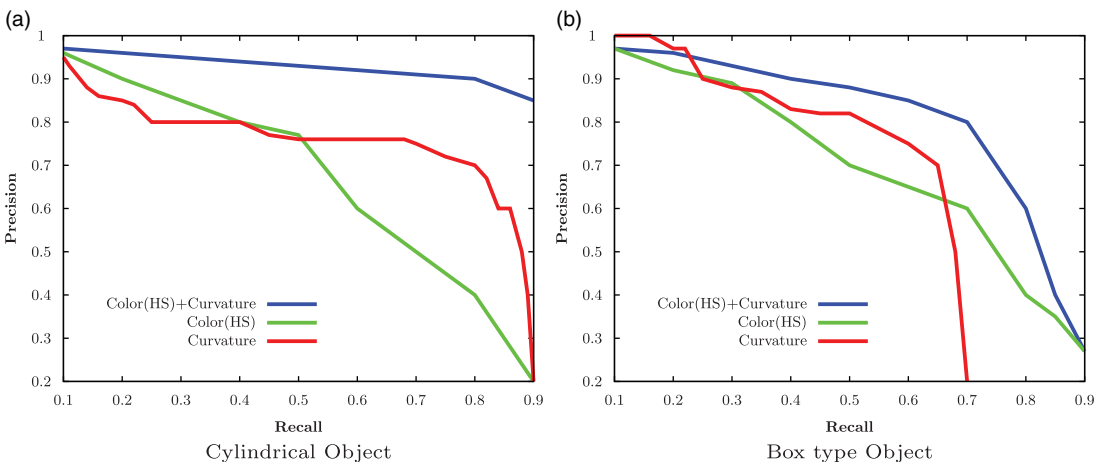 (a)
1
0.9
0.8
0.7
0.6
0.5
0.4
0.3
0.2
Precision
Color(HS)+Curvature
Color(HS)
Curvature
0.1 0.2 0.3 0.4 0.5 0.6 0.7 0.8 0.9
Recall
Cylindrical Object
(b)
1
0.9
0.8
0.7
0.6
0.5
0.4
0.3
0.2
Precision
Color(HS)+Curvature
Color(HS)
Curvature
0.1 0.2 0.3 0.4 0.5 0.6 0.7 0.8 0.9
Recall
Box type Object